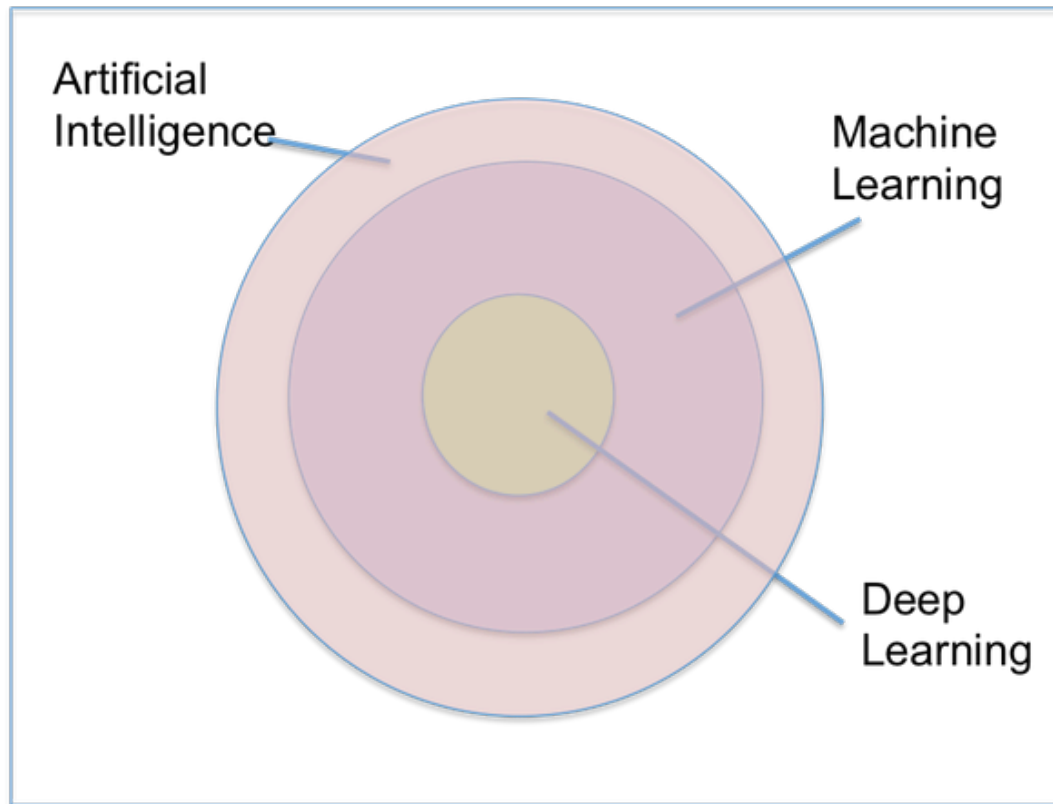 Artificial
Intelligence
Machine
Learning
Deep
Learning